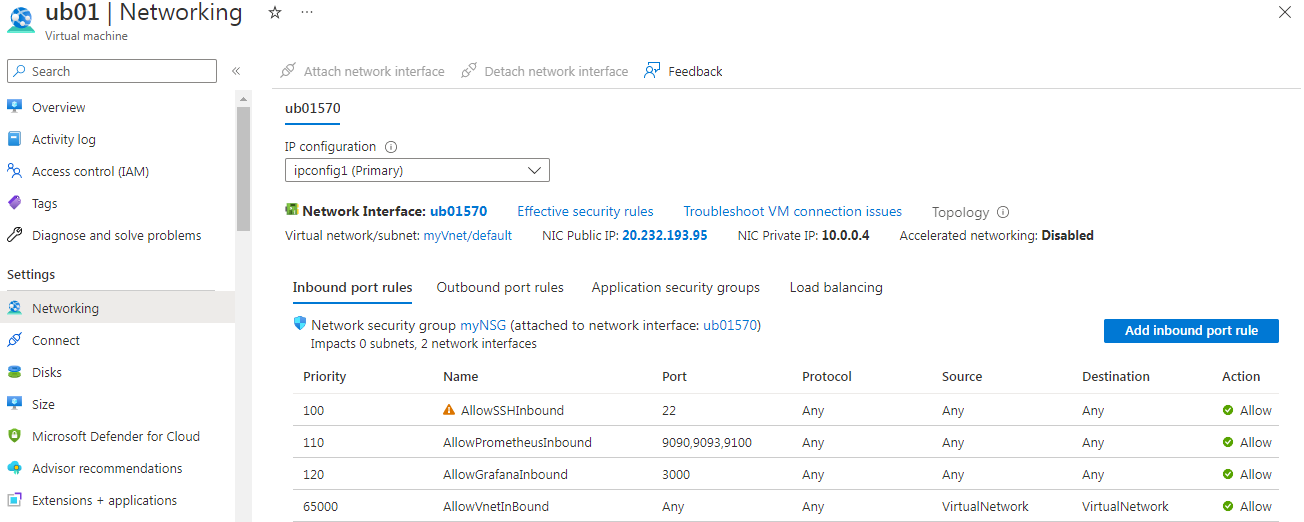 ub01 | Networking
Virtual machine
Search
Attach network interface Detach network interface Feedback
Overview
Activity log
Access control (IAM)
Tags
Diagnose and solve problems
Settings
Networking
Connect
Disks
Size
Microsoft Defender for Cloud
Advisor recommendations
Extensions + applications
ub01570
IP configuration
ipconfig1 (Primary)
Network Interface: ub01570 Effective security rules Troubleshoot VM connection issues Topology
Virtual network/subnet: myVnet/default NIC Public IP: 20.232.193.95 NIC Private IP: 10.0.0.4 Accelerated networking: Disabled
Inbound port rules Outbound port rules Application security groups Load balancing
Network security group myNSG (attached to network interface: ub01570)
Impacts 0 subnets, 2 network interfaces
Add inbound port rule
Priority Name Port Protocol Source Destination Action
100 AllowSSHInbound 22 Any Any Any Allow
110 AllowPrometheusInbound 9090,9093,9100 Any Any Any Allow
120 AllowGrafanaInbound 3000 Any Any Any Allow
65000 AllowVnetInBound Any Any VirtualNetwork VirtualNetwork Allow